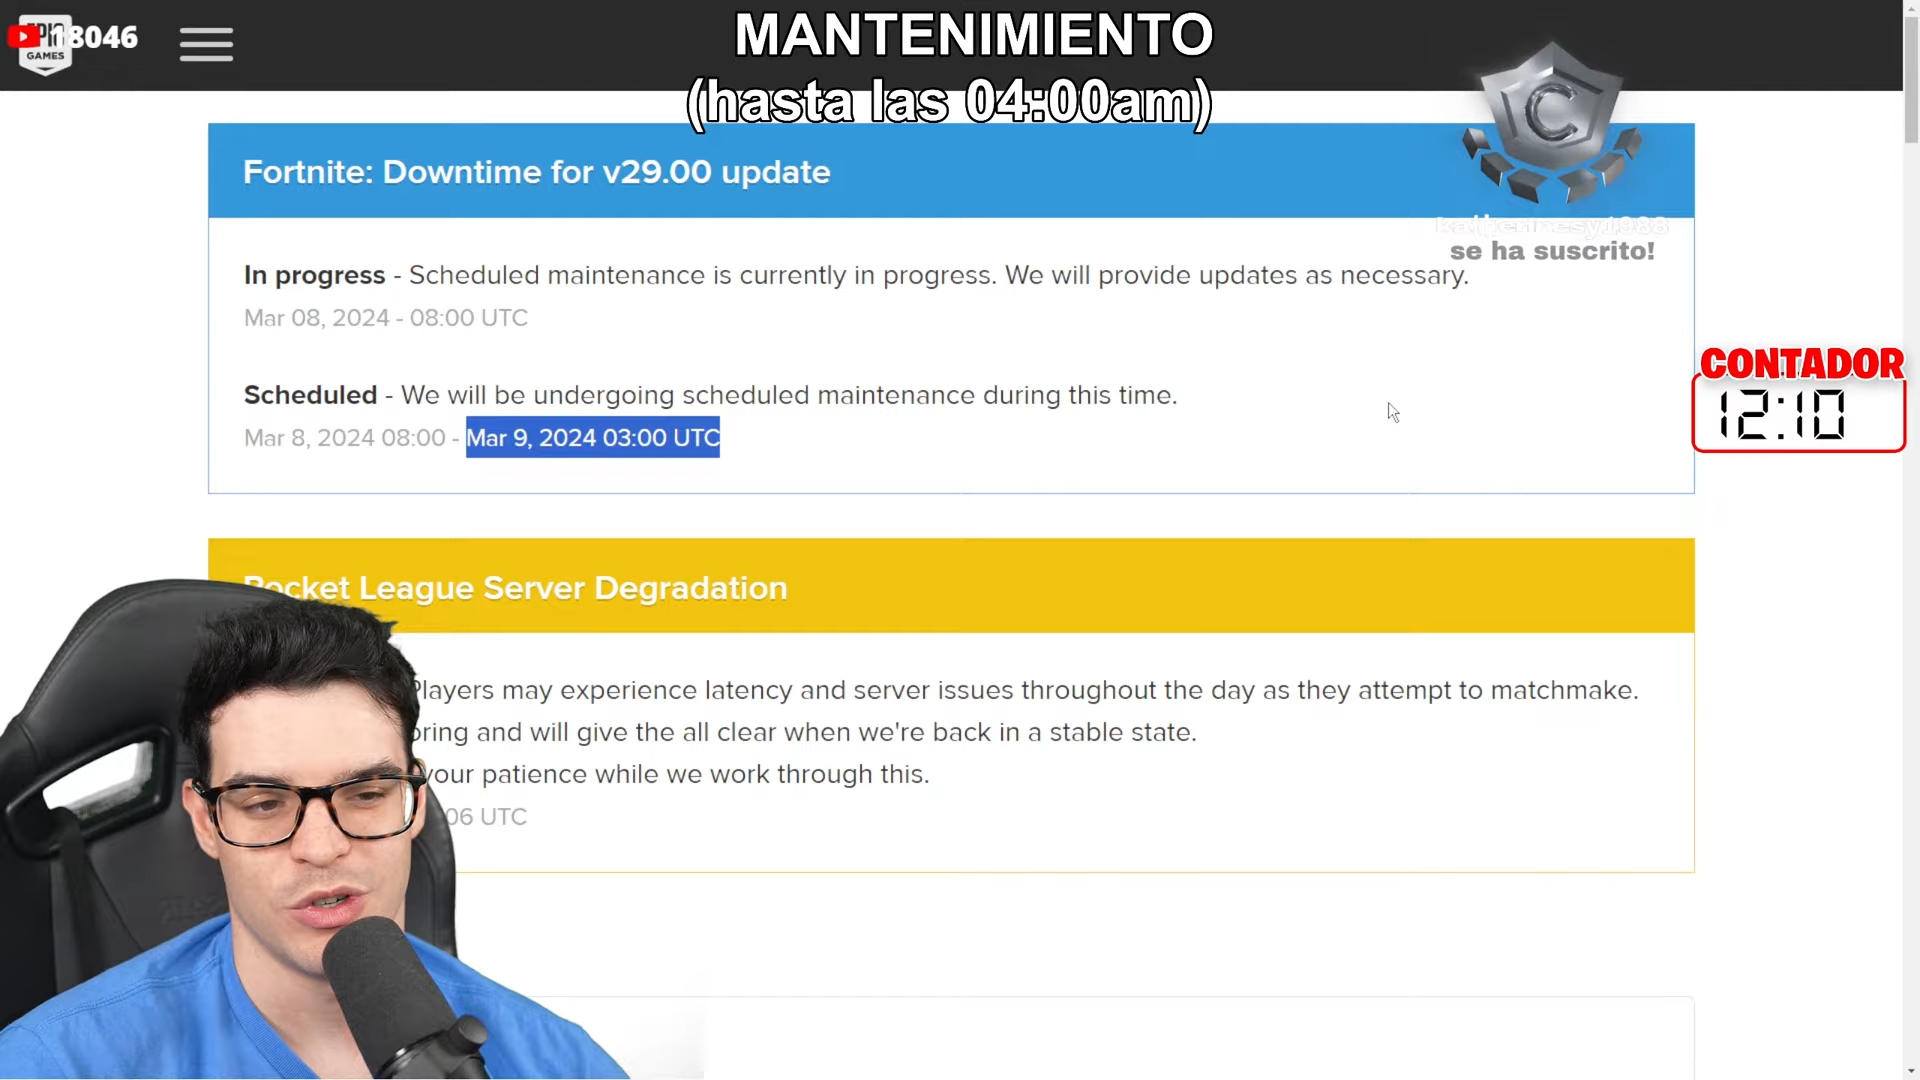 MANTENIMIENTO
(hasta las 04:00am)
GAMES
18046
Fortnite: Downtime for v29.00 update
C
se ha suscrito!
In progress - Scheduled maintenance is currently in progress. We will provide updates as necessary.
Mar 08, 2024 - 08:00 UTC
CONTADOR
12:10
Scheduled - We will be undergoing scheduled maintenance during this time.
Mar 8, 2024 08:00 - Mar 9, 2024 03:00 UTC
Rocket League Server Degradation
Players may experience latency and server issues throughout the day as they attempt to matchmake.
oring and will give the all clear when we're back in a stable state.
your patience while we work through this.
06 UTC